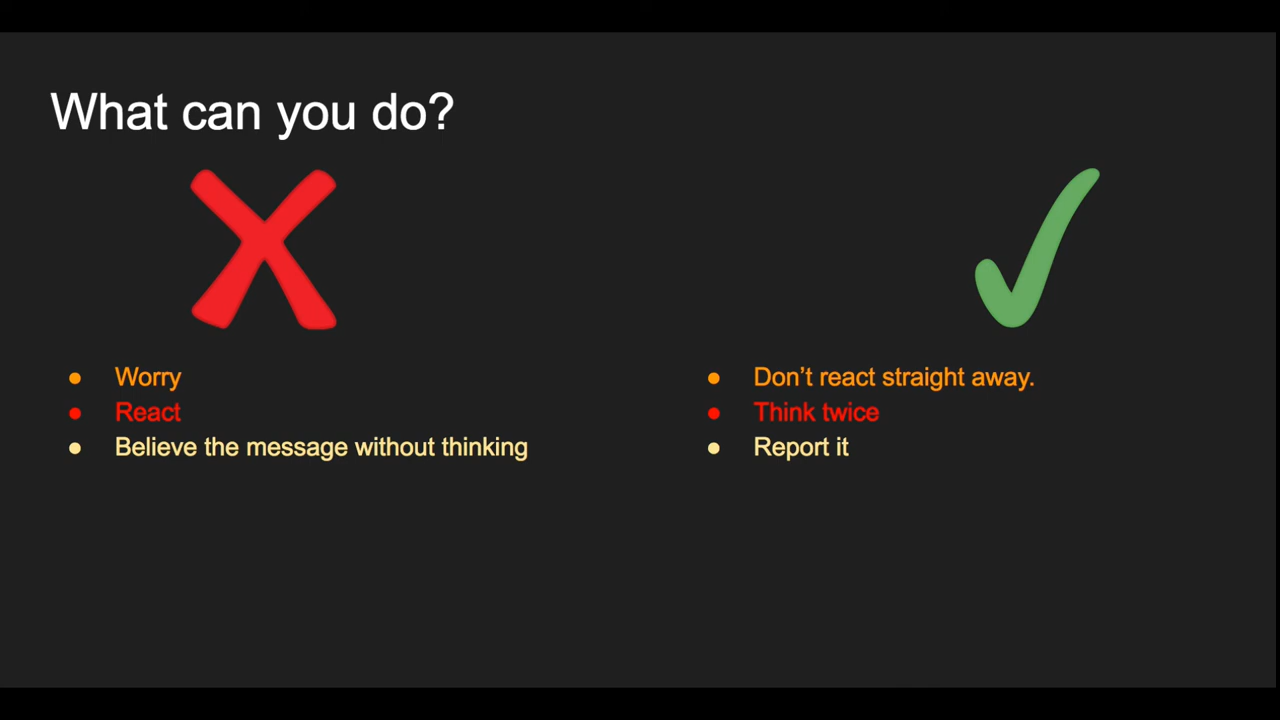 What can you do?
● Worry
● React
● Believe the message without thinking
● Don’t react straight away.
● Think twice
● Report it